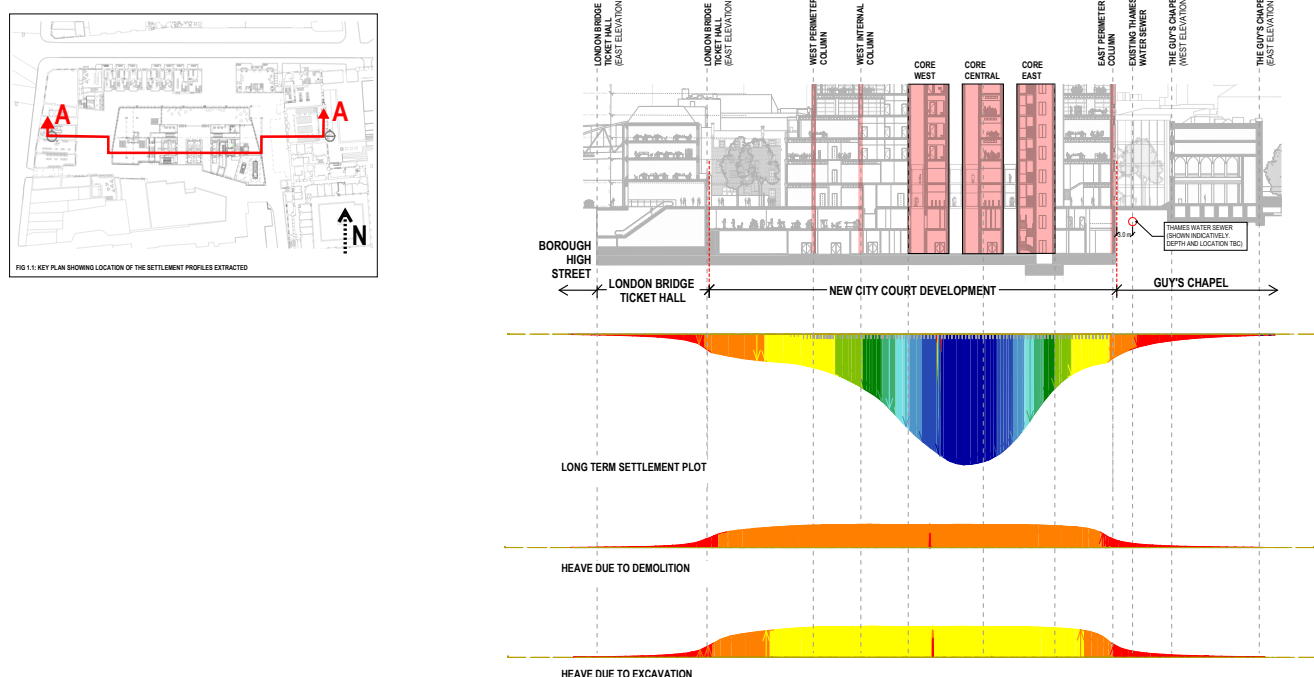 A
A
N
FIG 1.1: KEY PLAN SHOWING LOCATION OF THE SETTLEMENT PROFILES EXTRACTED
LONDON BRIDGE
TICKET HALL
(EAST ELEVATION)
LONDON BRIDGE
TICKET HALL
(EAST ELEVATION)
WEST PERIMETER
COLUMN
WEST INTERNAL
COLUMN
CORE
WEST
CORE
CENTRAL
CORE
EAST
EAST PERIMETER
COLUMN
EXISTING THAMES
WATER SEWER
THE GUY'S CHAPEL
(WEST ELEVATION)
THE GUY'S CHAPEL
(EAST ELEVATION)
3.0 m
THAMES WATER SEWER
(SHOWN INDICATIVELY.
DEPTH AND LOCATION TBC)
BOROUGH
HIGH
STREET
LONDON BRIDGE
TICKET HALL
NEW CITY COURT DEVELOPMENT
GUY'S CHAPEL
LONG TERM SETTLEMENT PLOT
HEAVE DUE TO DEMOLITION
HEAVE DUE TO EXCAVATION